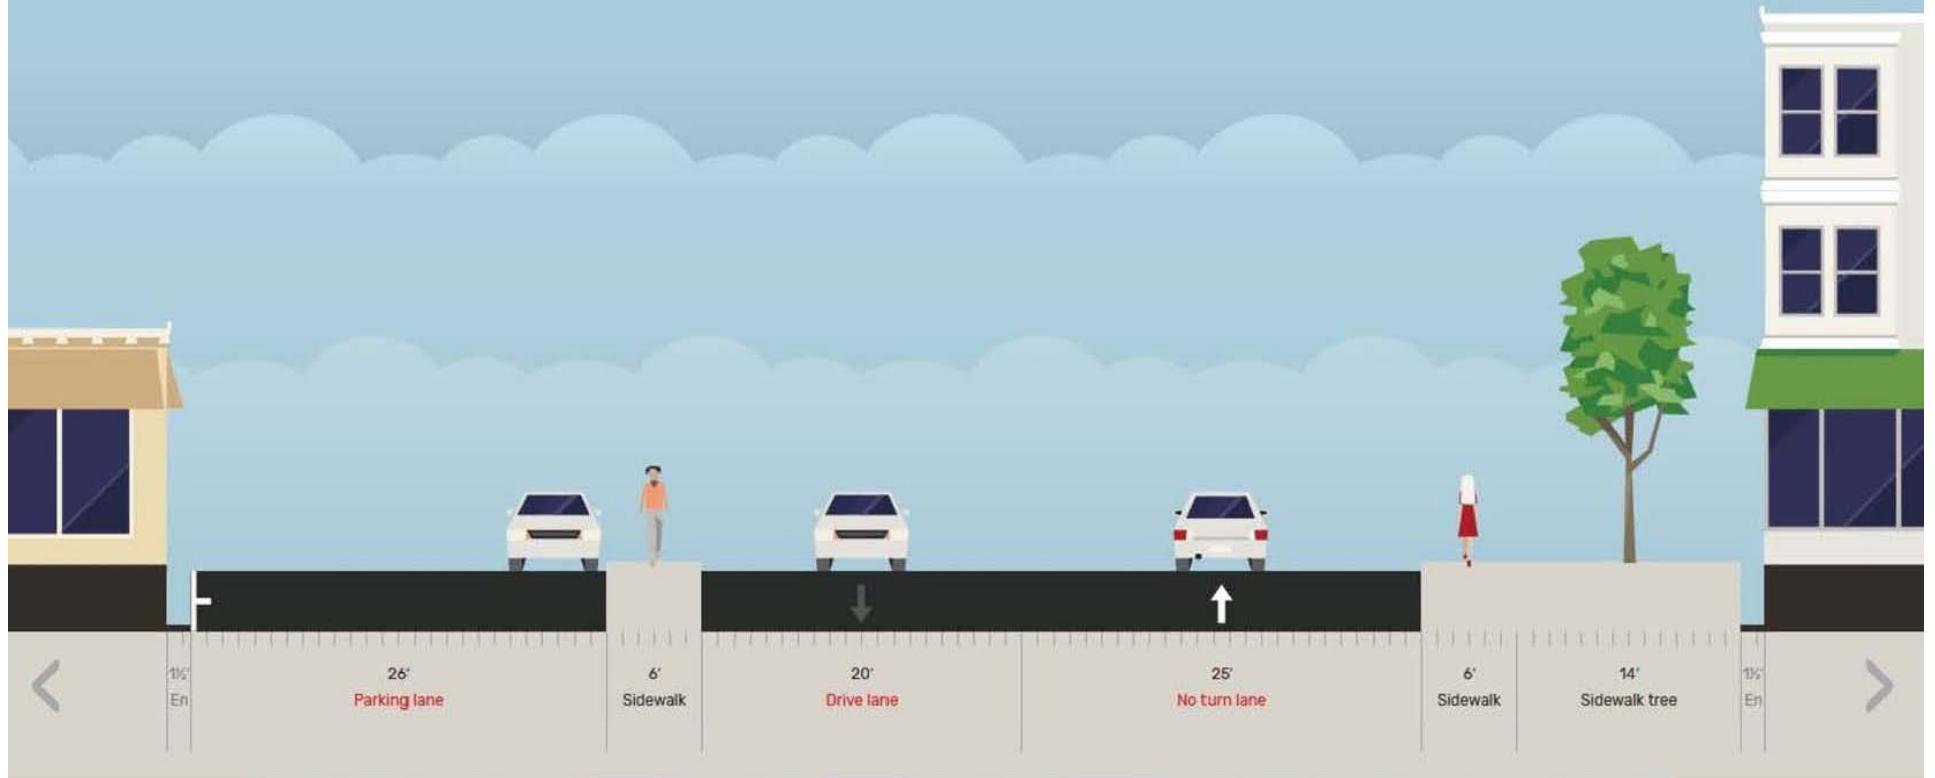 1½'
26'
6'
20'
25'
6'
14'
1½'
En
Parking lane
Sidewalk
Drive lane
No turn lane
Sidewalk
Sidewalk tree
En